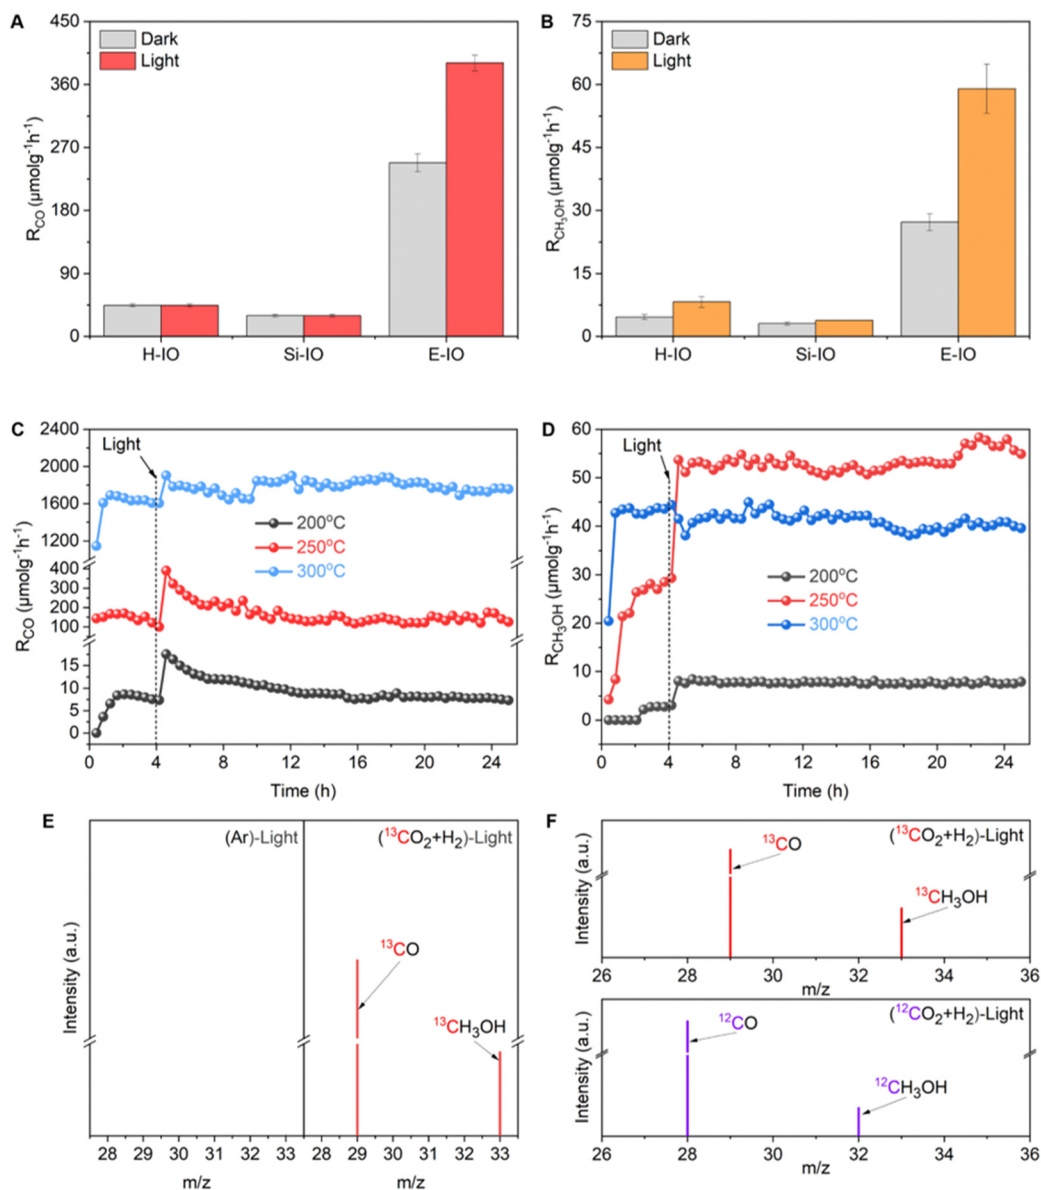 A
450
360
270
180
90
0
R_CO (μmolg⁻¹h⁻¹)
Dark
Light
H-IO Si-IO E-IO
B
75
60
45
30
15
0
R_CH₃OH (μmolg⁻¹h⁻¹)
Dark
Light
H-IO Si-IO E-IO
C
2400
2000
1600
1200
400
300
200
100
15
10
5
0
R_CO (μmolg⁻¹h⁻¹)
Light
200°C
250°C
300°C
0 4 8 12 16 20 24
Time (h)
D
60
50
40
30
20
10
0
R_CH₃OH (μmolg⁻¹h⁻¹)
Light
200°C
250°C
300°C
0 4 8 12 16 20 24
Time (h)
E
Intensity (a.u.)
(Ar)-Light
(¹³CO₂+H₂)-Light
¹³CO
¹³CH₃OH
28 29 30 31 32 33 28 29 30 31 32 33
m/z m/z
F
Intensity (a.u.)
(¹³CO₂+H₂)-Light
¹³CO
¹³CH₃OH
26 28 30 32 34 36
m/z
Intensity (a.u.)
(¹²CO₂+H₂)-Light
¹²CO
¹²CH₃OH
26 28 30 32 34 36
m/z